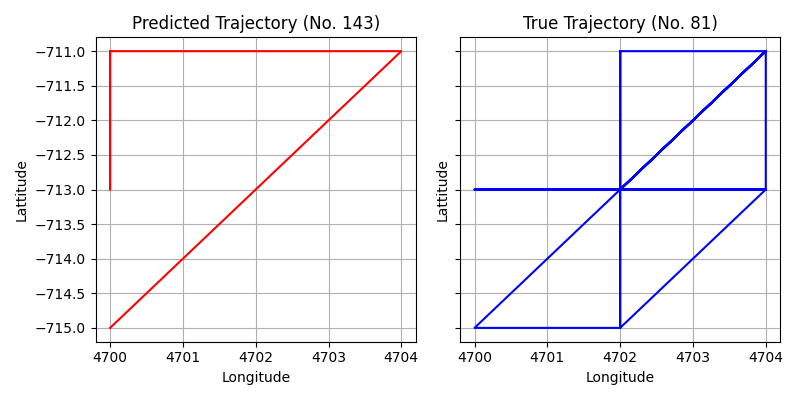 Predicted Trajectory (No. 143)
−711.0
−711.5
−712.0
−712.5
−713.0
−713.5
−714.0
−714.5
−715.0
Lattitude
4700 4701 4702 4703 4704
Longitude
True Trajectory (No. 81)
Lattitude
4700 4701 4702 4703 4704
Longitude